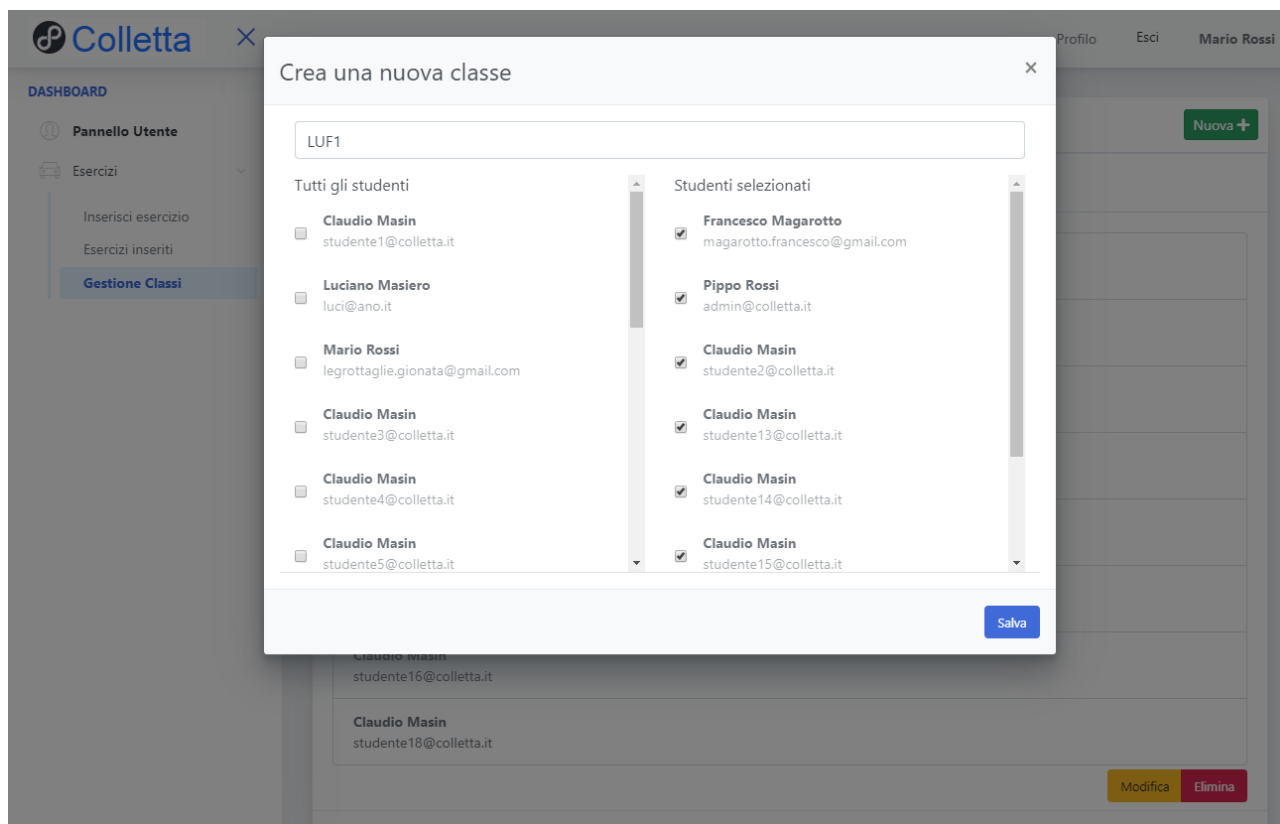 Colletta
Profilo Esci Mario Rossi
DASHBOARD
Pannello Utente
Esercizi
Inserisci esercizio
Esercizi inseriti
Gestione Classi
Nuova
Crea una nuova classe
LUF1
Tutti gli studenti
Claudio Masin
studente1@colletta.it
Luciano Masiero
luci@ano.it
Mario Rossi
legrottaglie.gionata@gmail.com
Claudio Masin
studente3@colletta.it
Claudio Masin
studente4@colletta.it
Claudio Masin
studente5@colletta.it
Studenti selezionati
Francesco Magarotto
magarotto.francesco@gmail.com
Pippo Rossi
admin@colletta.it
Claudio Masin
studente2@colletta.it
Claudio Masin
studente13@colletta.it
Claudio Masin
studente14@colletta.it
Claudio Masin
studente15@colletta.it
Salva
Claudio Masin
studente16@colletta.it
Claudio Masin
studente18@colletta.it
Modifica Elimina